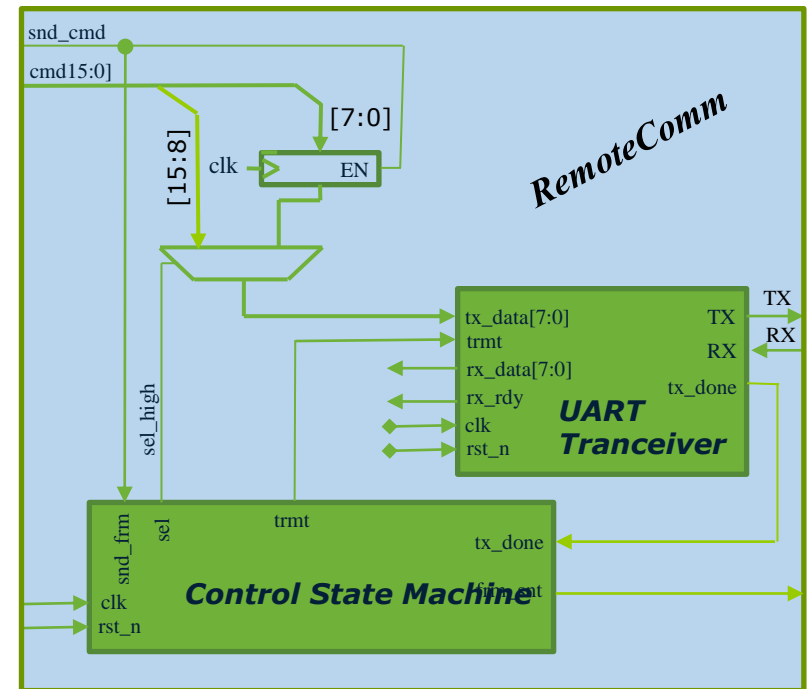 snd_cmd
cmd15:0]
[7:0]
[15:8]
clk
EN
RemoteComm
sel_high
tx_data[7:0]
trmt
rx_data[7:0]
rx_rdy
clk
rst_n
TX
RX
tx_done
UART
Tranceiver
TX
RX
snd_frm
sel
trmt
tx_done
Control State Machine
frm_snt
clk
rst_n